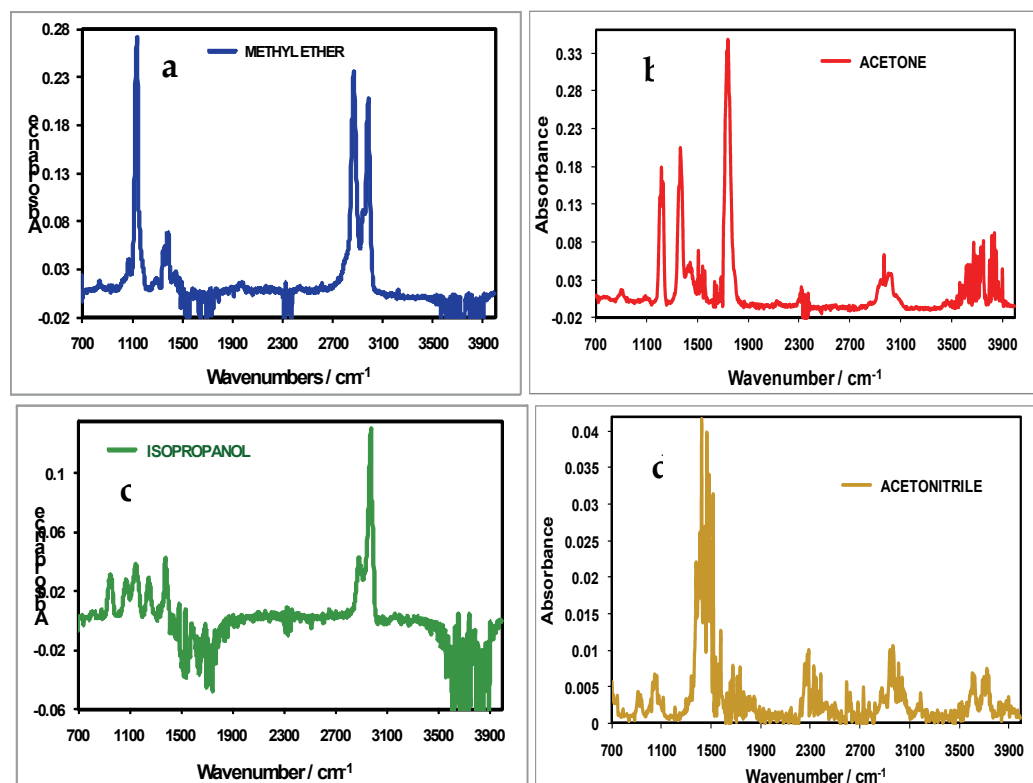 a
METHYL ETHER
Absorbance
0.28
0.23
0.18
0.13
0.08
0.03
-0.02
700 1500 1900 2300 3100 3500 3900
Wavenumbers / cm-1
b
ACETONE
Absorbance
0.33
0.28
0.23
0.18
0.13
0.08
0.03
-0.02
700 1100 1500 1900 2300 2700 3100 3500 3900
Wavenumber / cm-1
c
ISOPROPANOL
Absorbance
0.1
0.06
0.02
-0.02
-0.06
700 1100 1500 1900 2300 2700 3100 3500 3900
Wavenumber / cm-1
d
ACETONITRILE
Absorbance
0.04
0.035
0.03
0.025
0.02
0.015
0.01
0.005
0
700 1100 1500 1900 2300 2700 3100 3500 3900
Wavenumber / cm-1